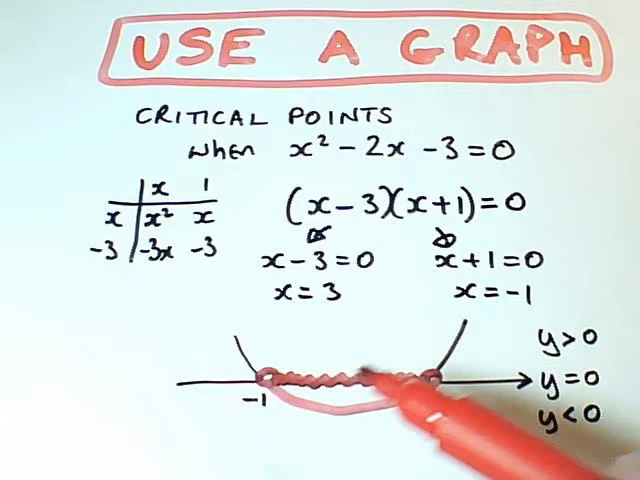 USE A GRAPH
CRITICAL POINTS
when x² - 2x - 3 = 0
x 1
x x² x
-3 -3x -3
(x - 3)(x + 1) = 0
x - 3 = 0 x + 1 = 0
x = 3 x = -1
y > 0
y = 0
-1
y < 0